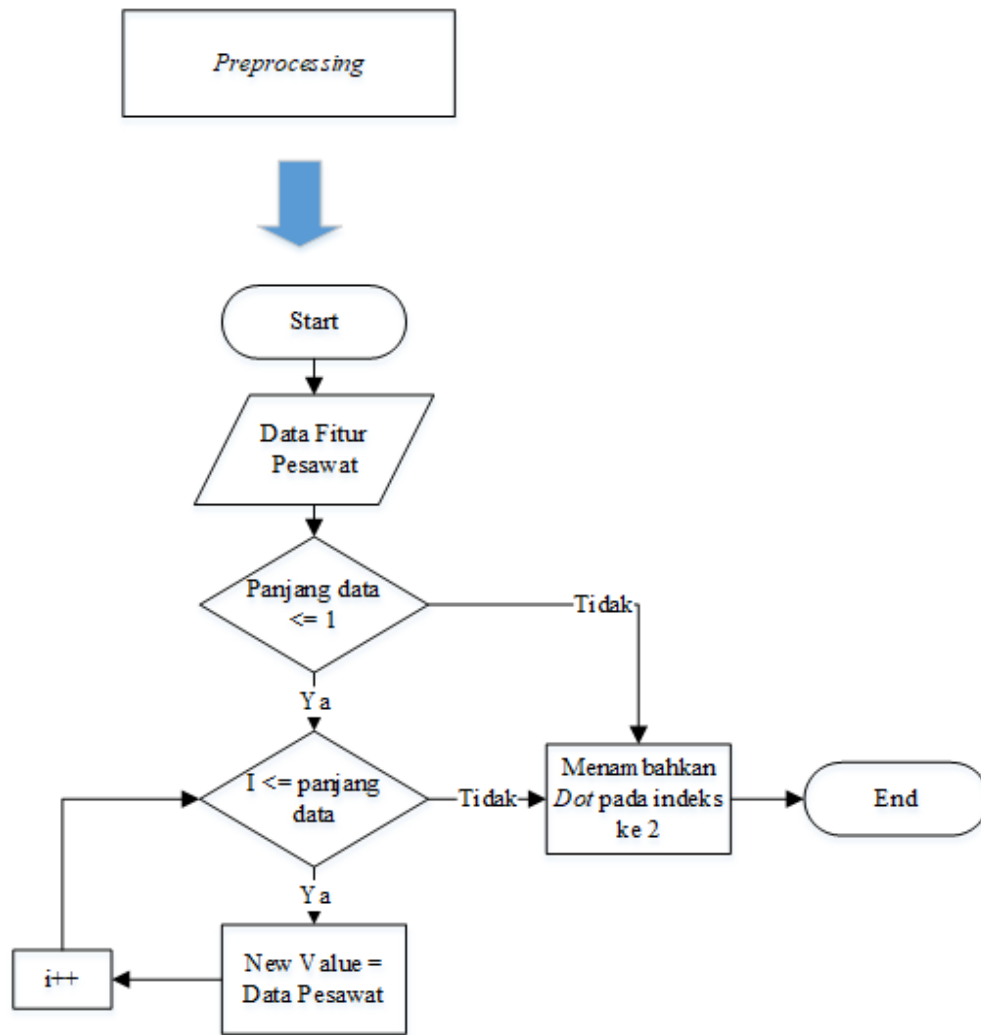 Preprocessing
Start
Data Fitur
Pesawat
Panjang data
<= 1
Tidak
Ya
I <= panjang
data
Tidak
Menambahkan
Dot pada indeks
ke 2
End
Ya
New Value =
Data Pesawat
i++